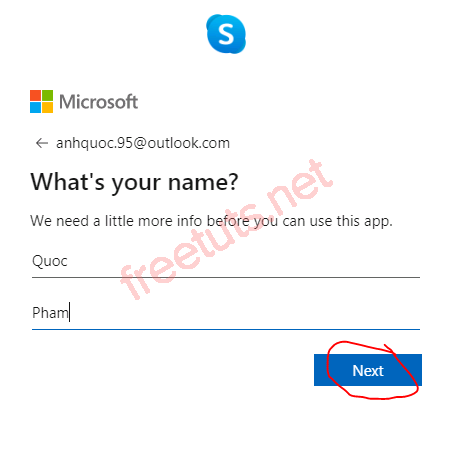 S
Microsoft
← anhquoc.95@outlook.com
What's your name?
We need a little more info before you can use this app.
Quoc
freetuts.net
Pham
Next